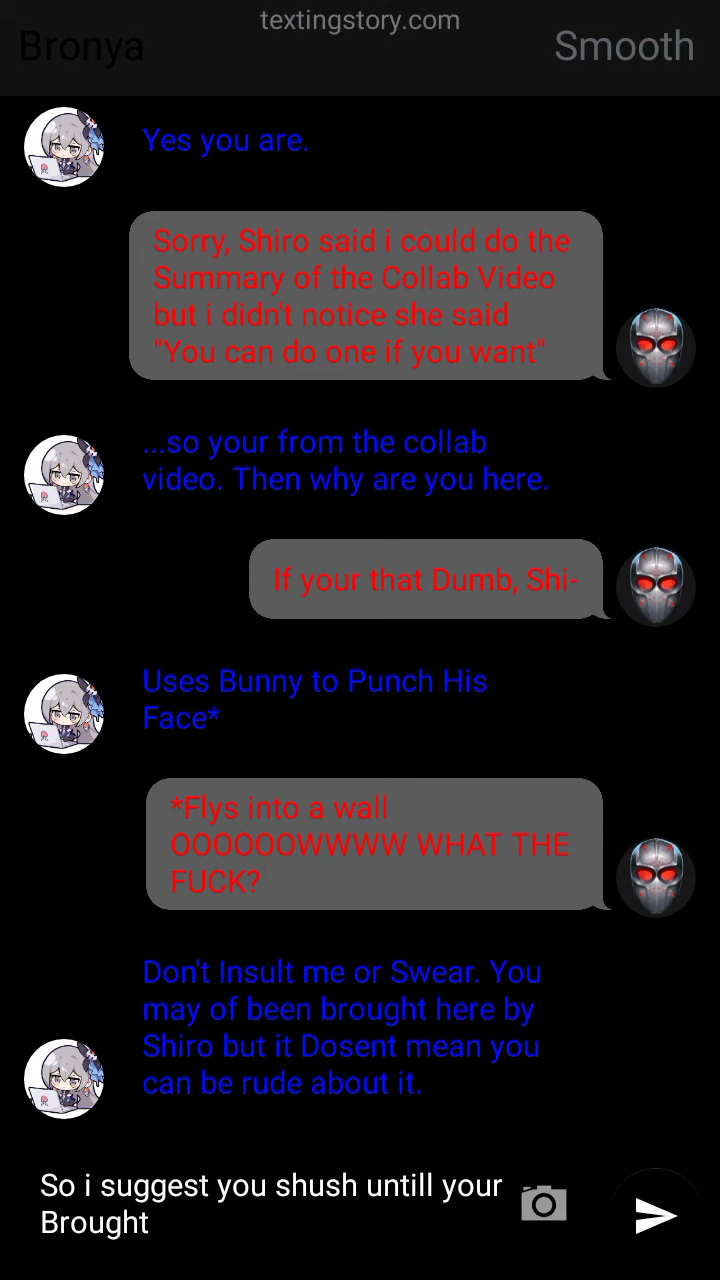 textingstory.com
Bronya
Smooth
Yes you are.
Sorry, Shiro said i could do the
Summary of the Collab Video
but i didn't notice she said
"You can do one if you want"
...so your from the collab
video. Then why are you here.
If your that Dumb, Shi-
Uses Bunny to Punch His
Face*
*Flys into a wall
OOOOOOWWWW WHAT THE
FUCK?
Don't Insult me or Swear. You
may of been brought here by
Shiro but it Dosent mean you
can be rude about it.
So i suggest you shush untill your
Brought